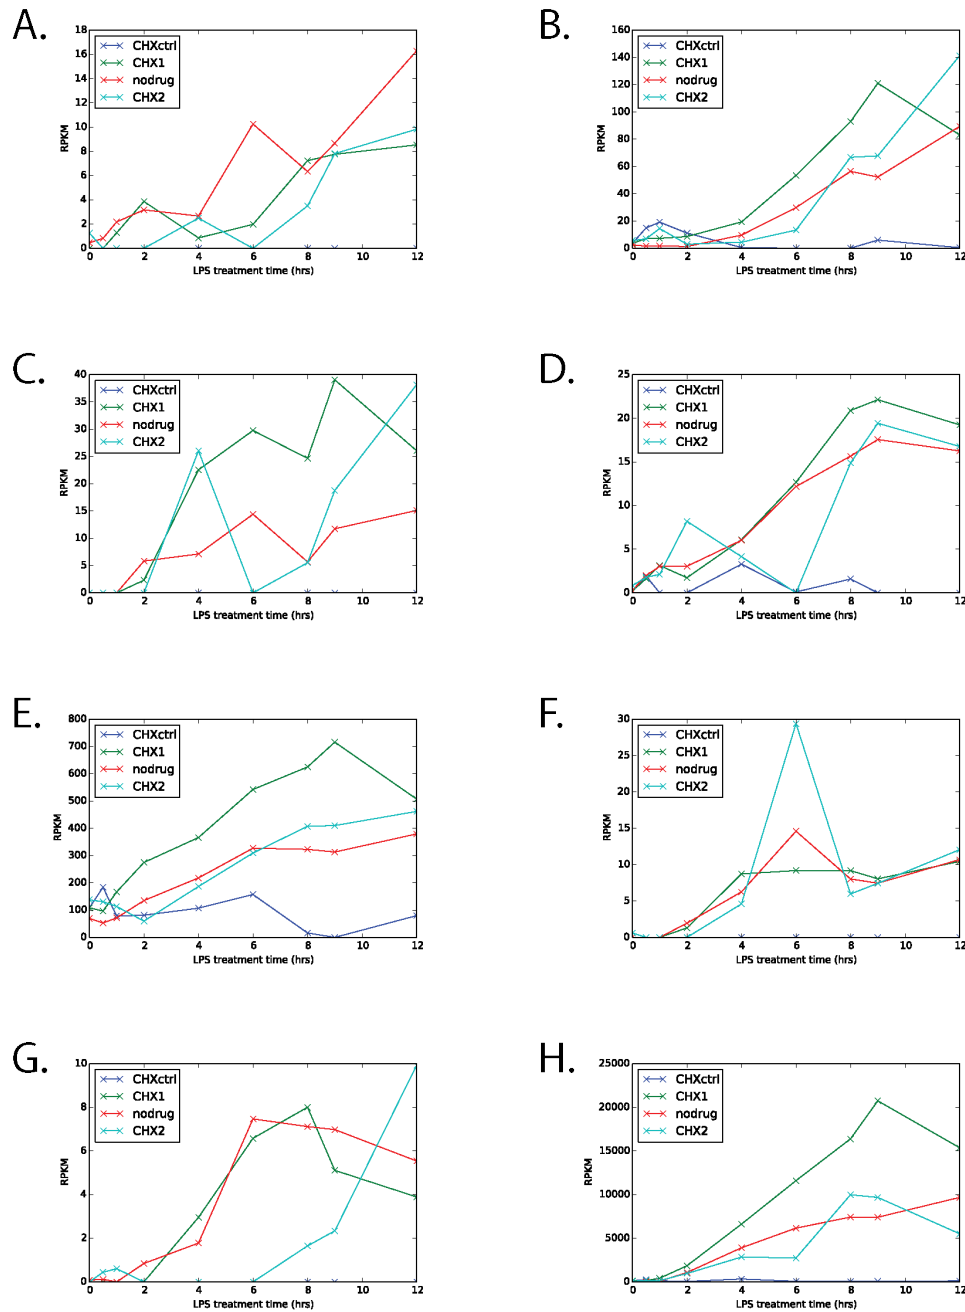 A.
18
16
14
12
10
8
6
4
2
0
RPKM
CHXctrl
CHX1
nodrug
CHX2
0 2 4 6 8 10 12
LPS treatment time (hrs)
B.
160
140
120
100
80
60
40
20
0
RPKM
CHXctrl
CHX1
nodrug
CHX2
0 2 4 6 8 10 12
LPS treatment time (hrs)
C.
40
35
30
25
20
15
10
5
0
RPKM
CHXctrl
CHX1
nodrug
CHX2
0 2 4 6 8 10 12
LPS treatment time (hrs)
D.
25
20
15
10
5
0
RPKM
CHXctrl
CHX1
nodrug
CHX2
0 2 4 6 8 10 12
LPS treatment time (hrs)
E.
800
700
600
500
400
300
200
100
0
RPKM
CHXctrl
CHX1
nodrug
CHX2
0 2 4 6 8 10 12
LPS treatment time (hrs)
F.
30
25
20
15
10
5
0
RPKM
CHXctrl
CHX1
nodrug
CHX2
0 2 4 6 8 10 12
LPS treatment time (hrs)
G.
10
8
6
4
2
0
RPKM
CHXctrl
CHX1
nodrug
CHX2
0 2 4 6 8 10 12
LPS treatment time (hrs)
H.
25000
20000
15000
10000
5000
0
RPKM
CHXctrl
CHX1
nodrug
CHX2
0 2 4 6 8 10 12
LPS treatment time (hrs)